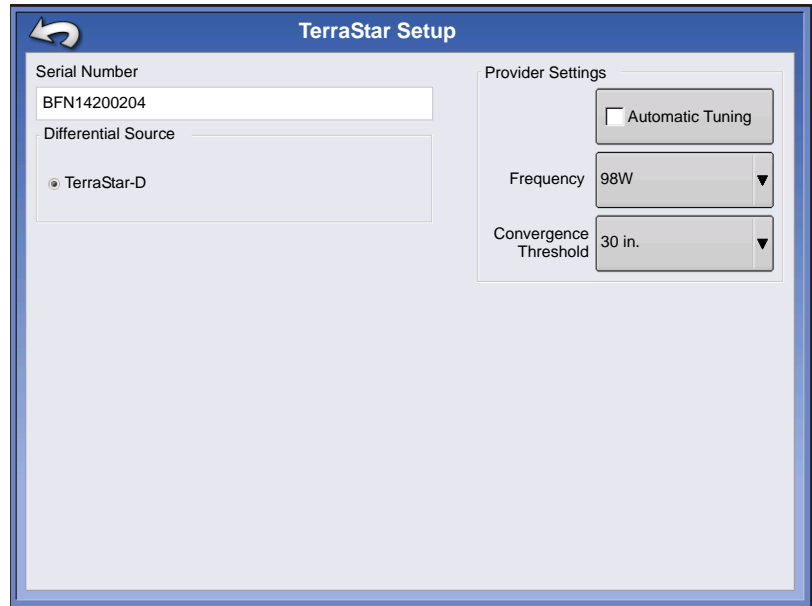 TerraStar Setup
Serial Number
BFN14200204
Differential Source
TerraStar-D
Provider Settings
Automatic Tuning
Frequency
98W
Convergence
Threshold
30 in.